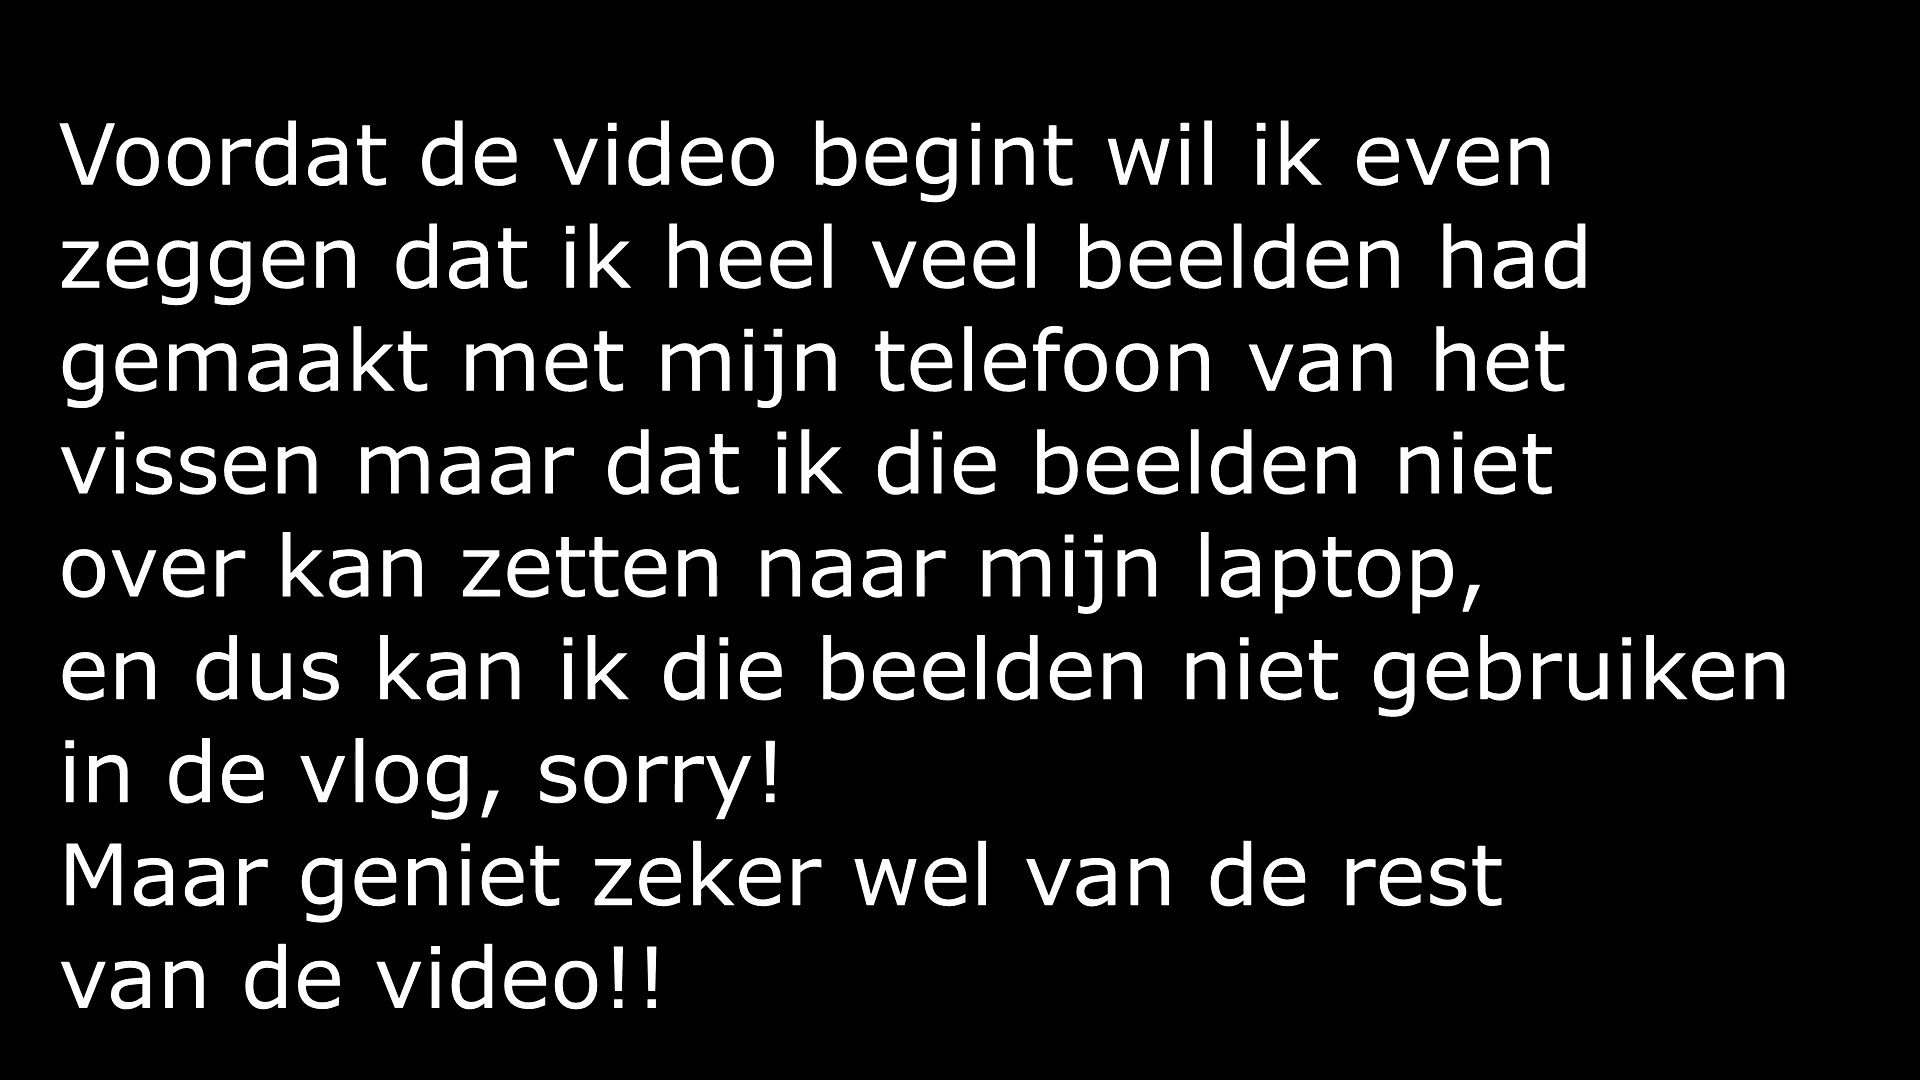 Voordat de video begint wil ik even
zeggen dat ik heel veel beelden had
gemaakt met mijn telefoon van het
vissen maar dat ik die beelden niet
over kan zetten naar mijn laptop,
en dus kan ik die beelden niet gebruiken
in de vlog, sorry!
Maar geniet zeker wel van de rest
van de video!!